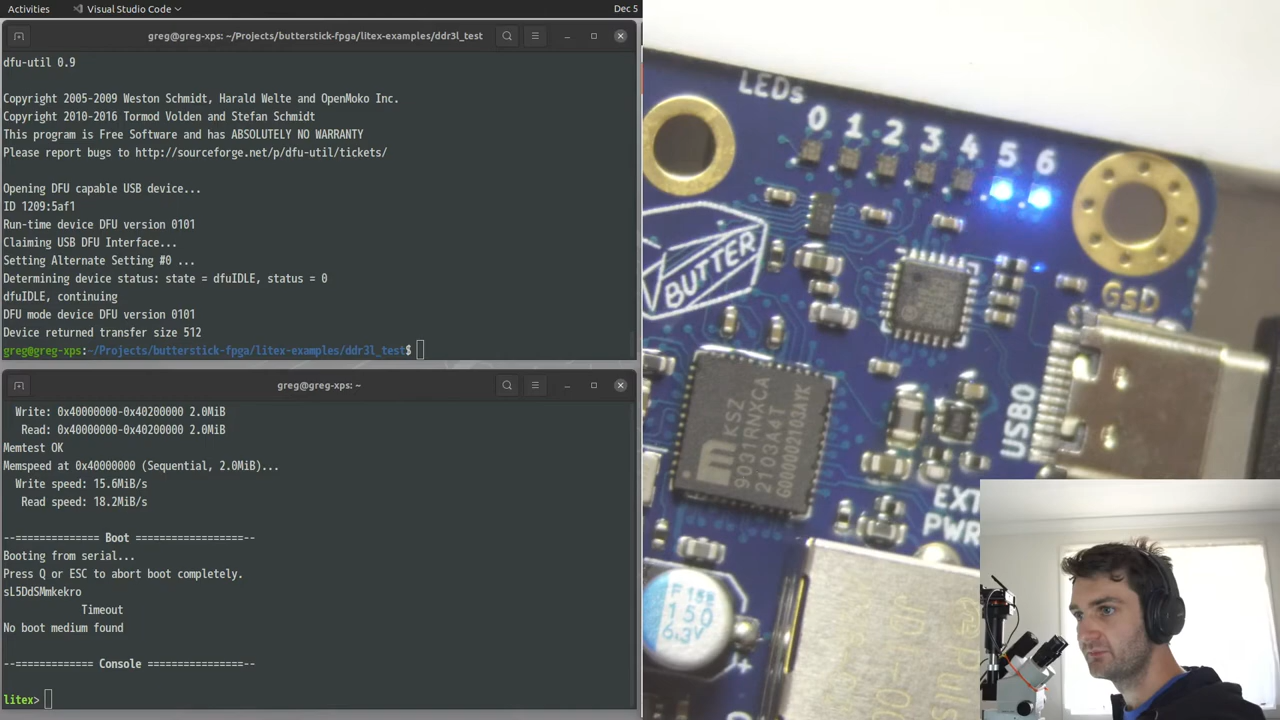 Activities
Visual Studio Code
Dec 5
greg@greg-xps: ~/Projects/butterstick-fpga/litex-examples/ddr3l_test
dfu-util 0.9
Copyright 2005-2009 Weston Schmidt, Harald Welte and OpenMoko Inc.
Copyright 2010-2016 Tormod Volden and Stefan Schmidt
This program is Free Software and has ABSOLUTELY NO WARRANTY
Please report bugs to http://sourceforge.net/p/dfu-util/tickets/
Opening DFU capable USB device...
ID 1209:5af1
Run-time device DFU version 0101
Claiming USB DFU Interface...
Setting Alternate Setting #0 ...
Determining device status: state = dfuIDLE, status = 0
dfuIDLE, continuing
DFU mode device DFU version 0101
Device returned transfer size 512
greg@greg-xps:~/Projects/butterstick-fpga/litex-examples/ddr3l_test$
greg@greg-xps: ~
Write: 0x40000000-0x40200000 2.0MiB
Read: 0x40000000-0x40200000 2.0MiB
Memtest OK
Memspeed at 0x40000000 (Sequential, 2.0MiB)...
Write speed: 15.6MiB/s
Read speed: 18.2MiB/s
--============= Boot ==================--
Booting from serial...
Press Q or ESC to abort boot completely.
sL5DdSMmkekro
Timeout
No boot medium found
--============= Console ================--
litex>
LEDs
0 1 2 3 4 5 6
BUTTER
GsD
USB0
KSZ
9031RNXCA
2103A4T
G00002103AYK
EXT
PWR
150
6.3V